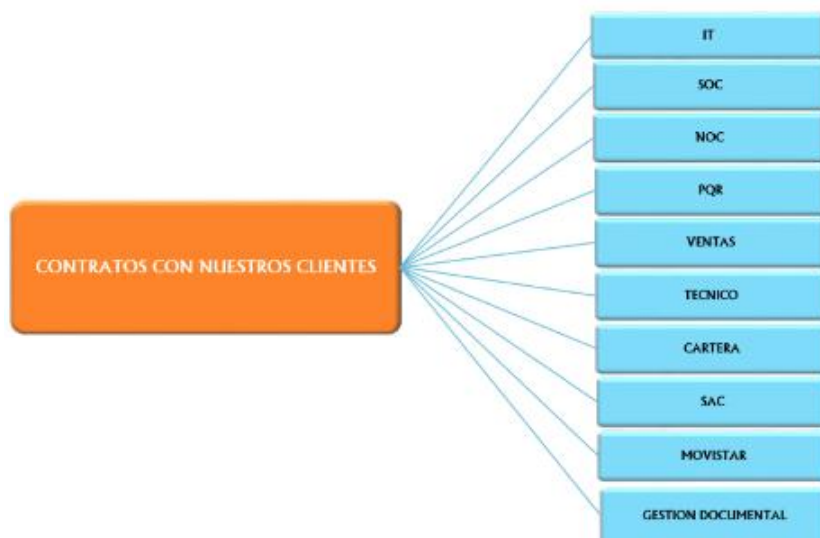 IT
SOC
NOC
PQR
VENTAS
CONTRATOS CON NUESTROS CLIENTES
TECNICO
CARTERA
SAC
MOVISTAR
GESTION DOCUMENTAL